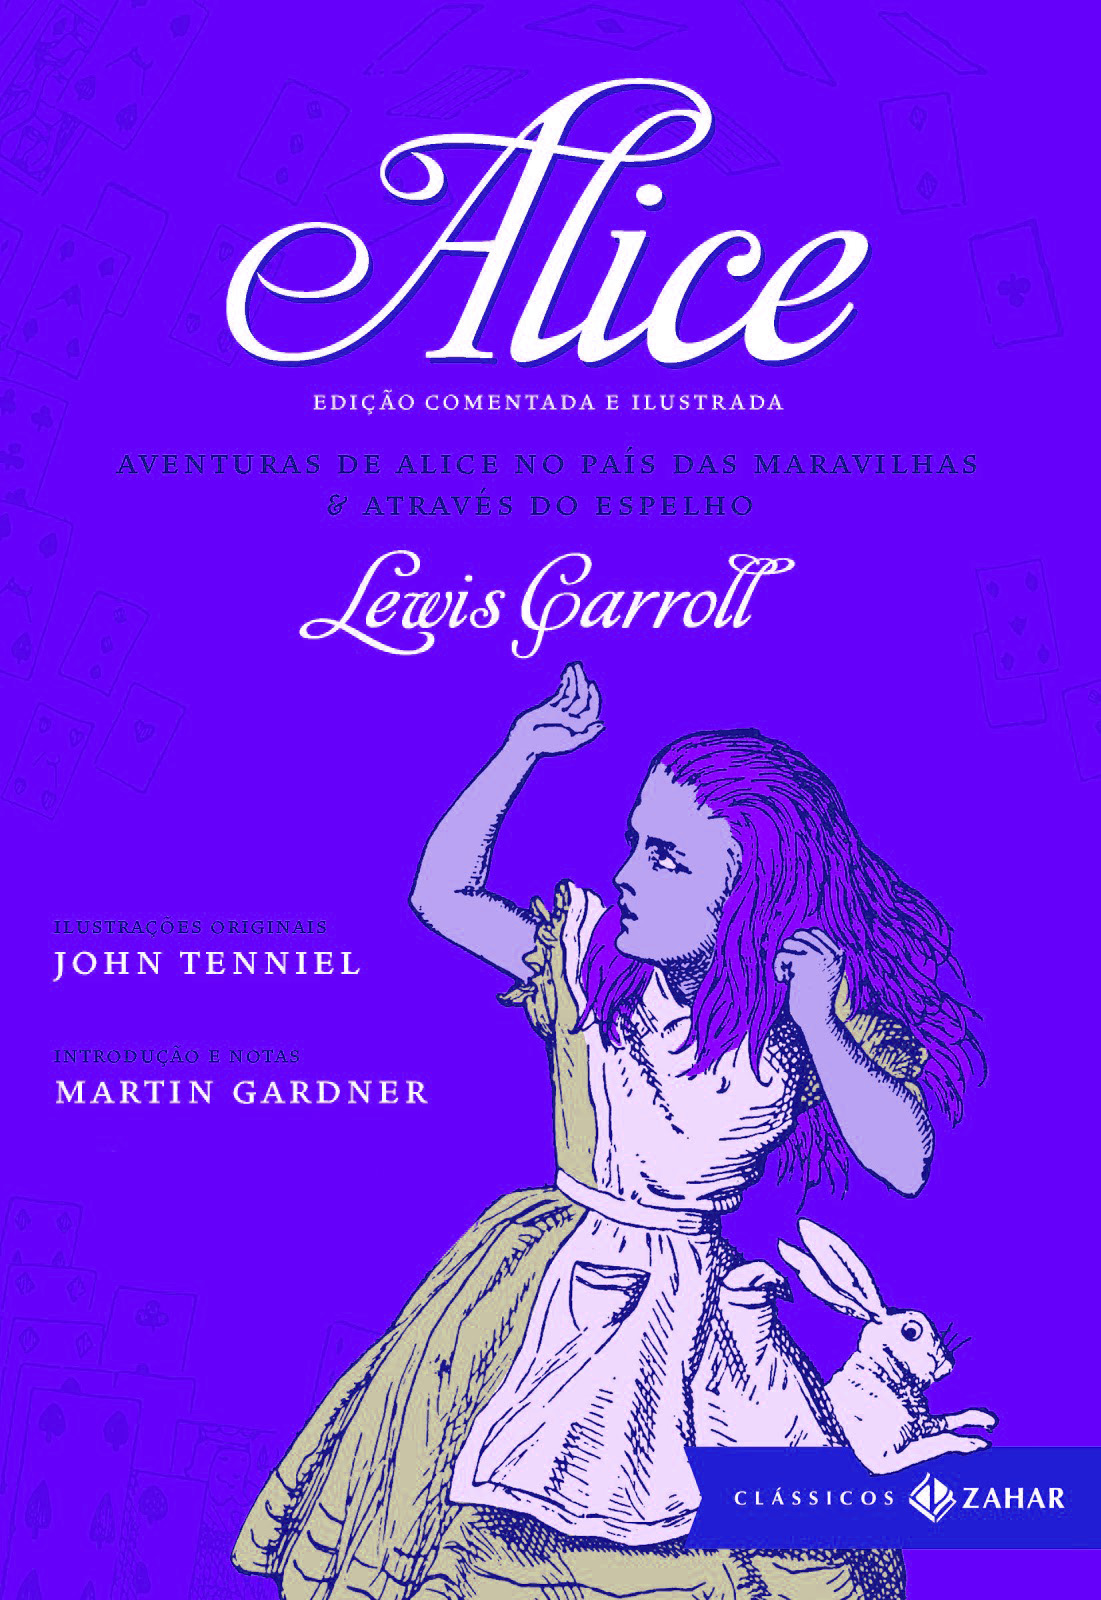 Alice
EDIÇÃO COMENTADA E ILUSTRADA
AVENTURAS DE ALICE NO PAÍS DAS MARAVILHAS
& ATRAVÉS DO ESPELHO
Lewis Carroll
ILUSTRAÇÕES ORIGINAIS
JOHN TENNIEL
INTRODUÇÃO E NOTAS
MARTIN GARDNER
CLÁSSICOS ZAHAR